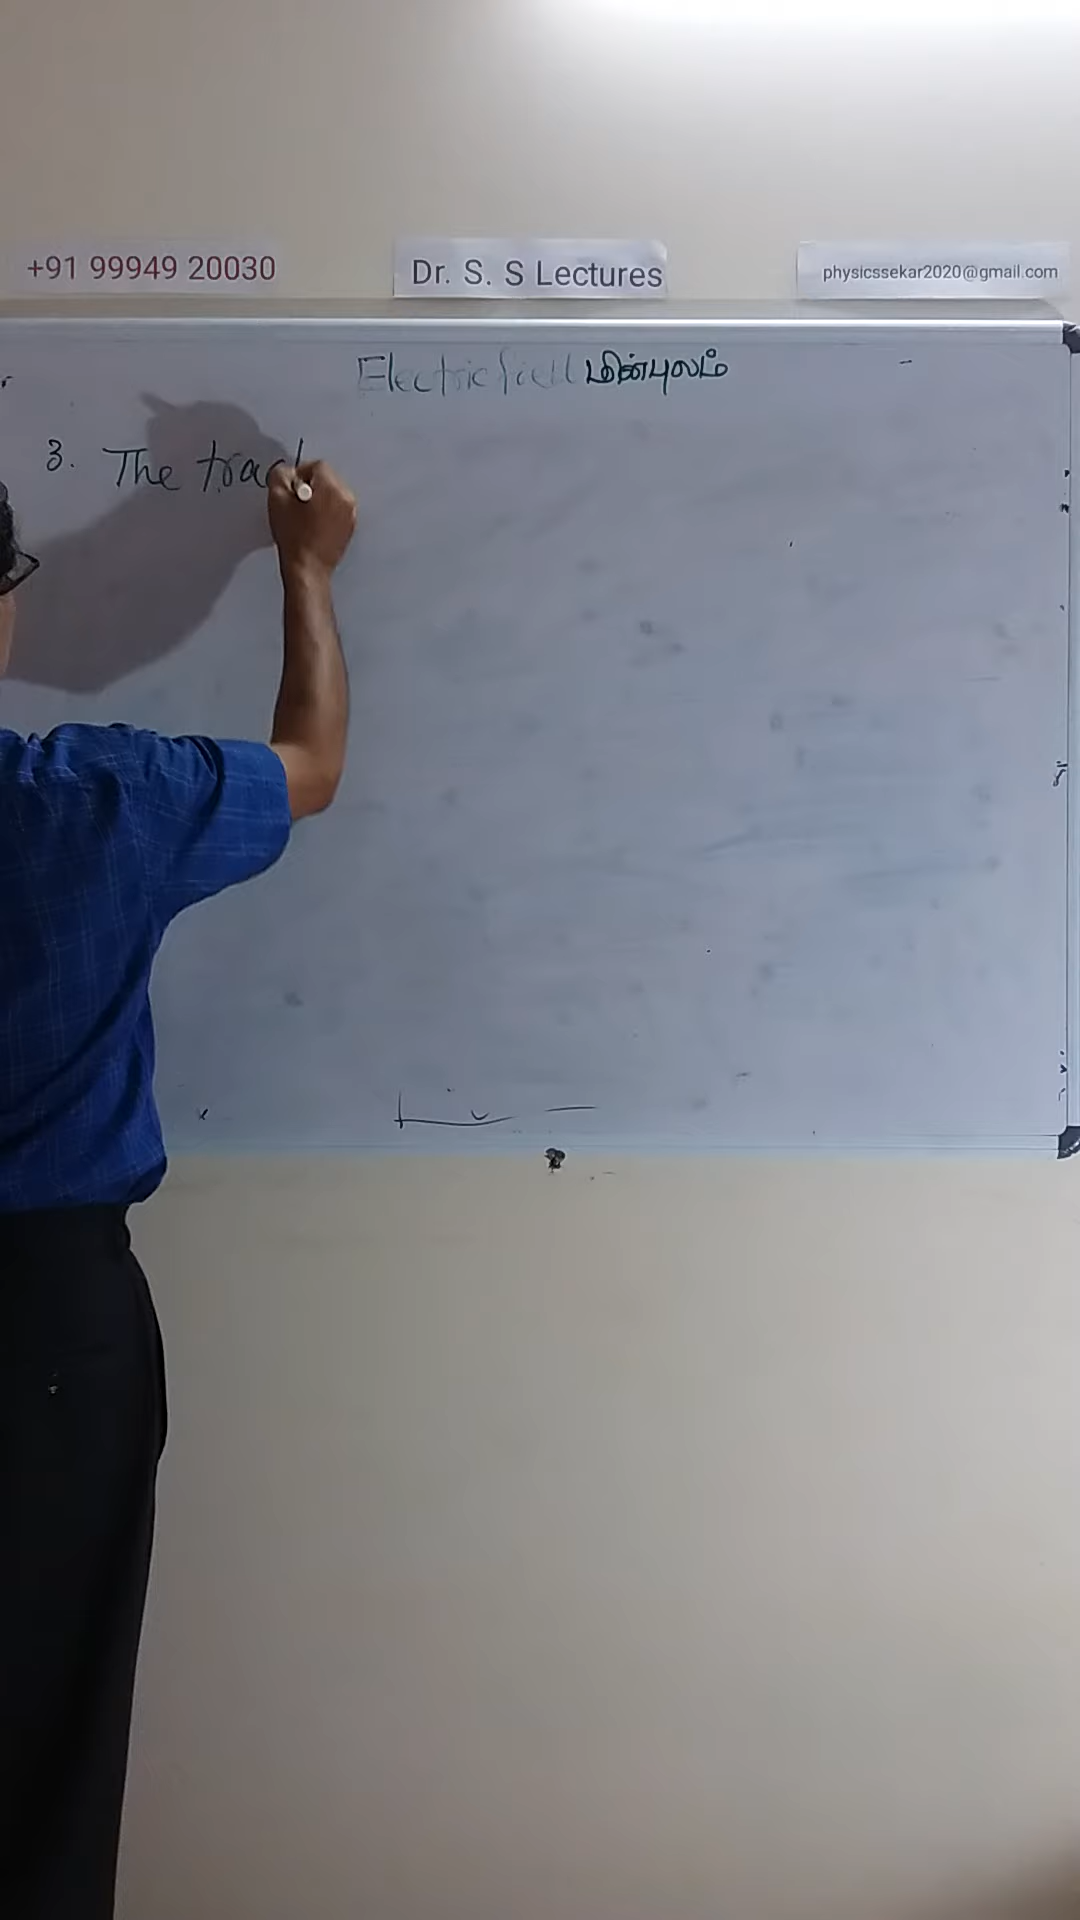 +91 99949 20030
Dr. S. S Lectures
physicssekar2020@gmail.com
Electric field மின்புலம்
3. The track